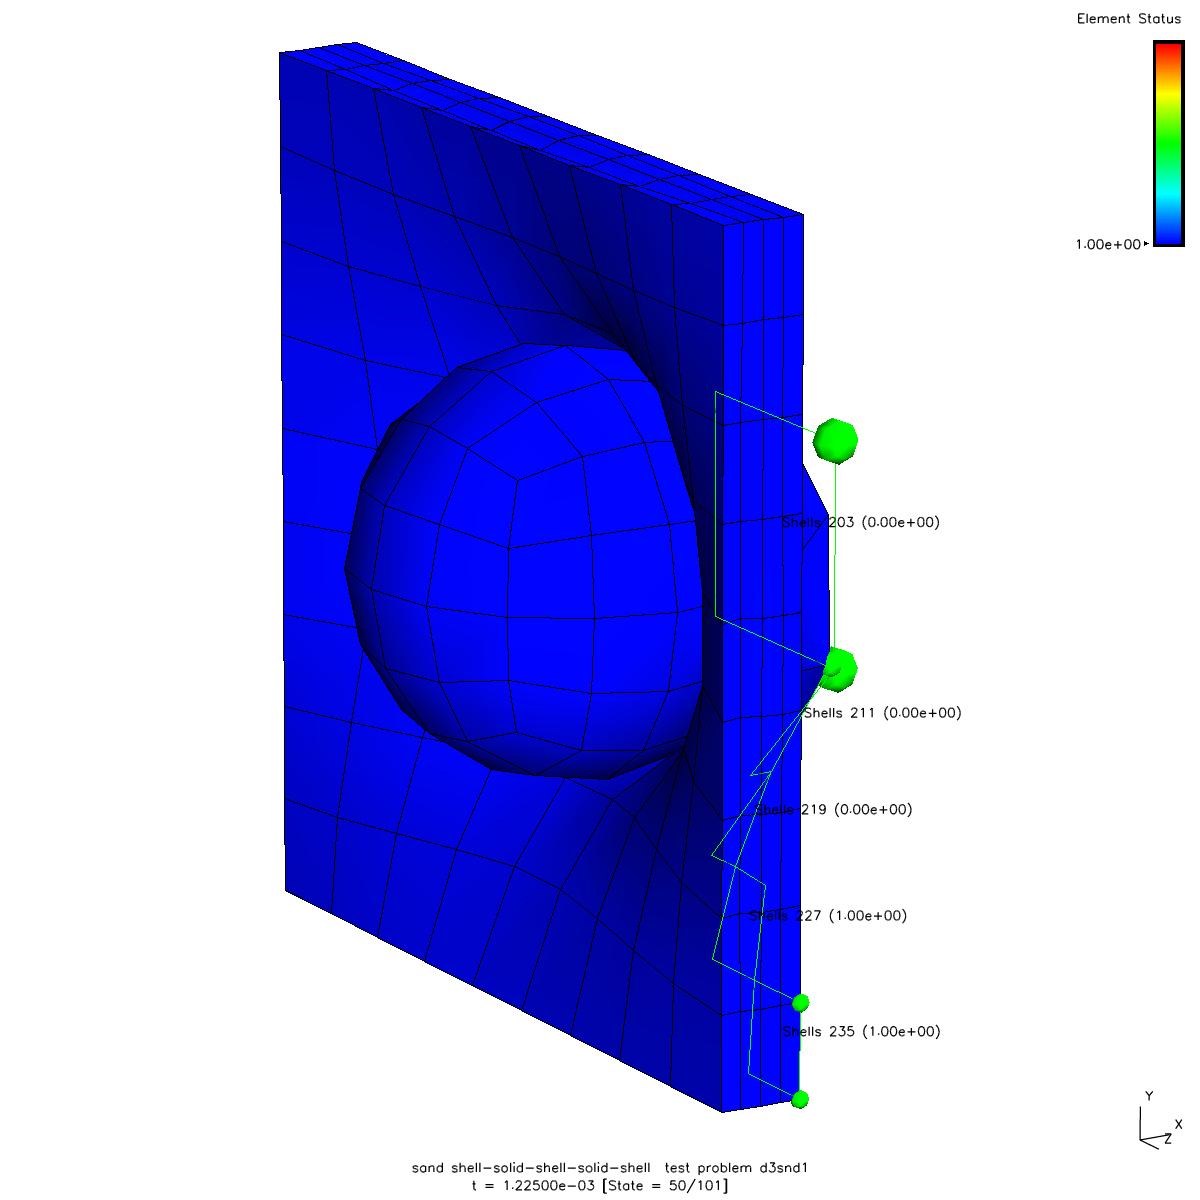 Element Status
1.00e+00
Shells 203 (0.00e+00)
Shells 211 (0.00e+00)
Shells 219 (0.00e+00)
Shells 227 (1.00e+00)
Shells 235 (1.00e+00)
Y
X
Z
sand shell-solid-shell-solid-shell test problem d3snd1
t = 1.22500e-03 [State = 50/101]